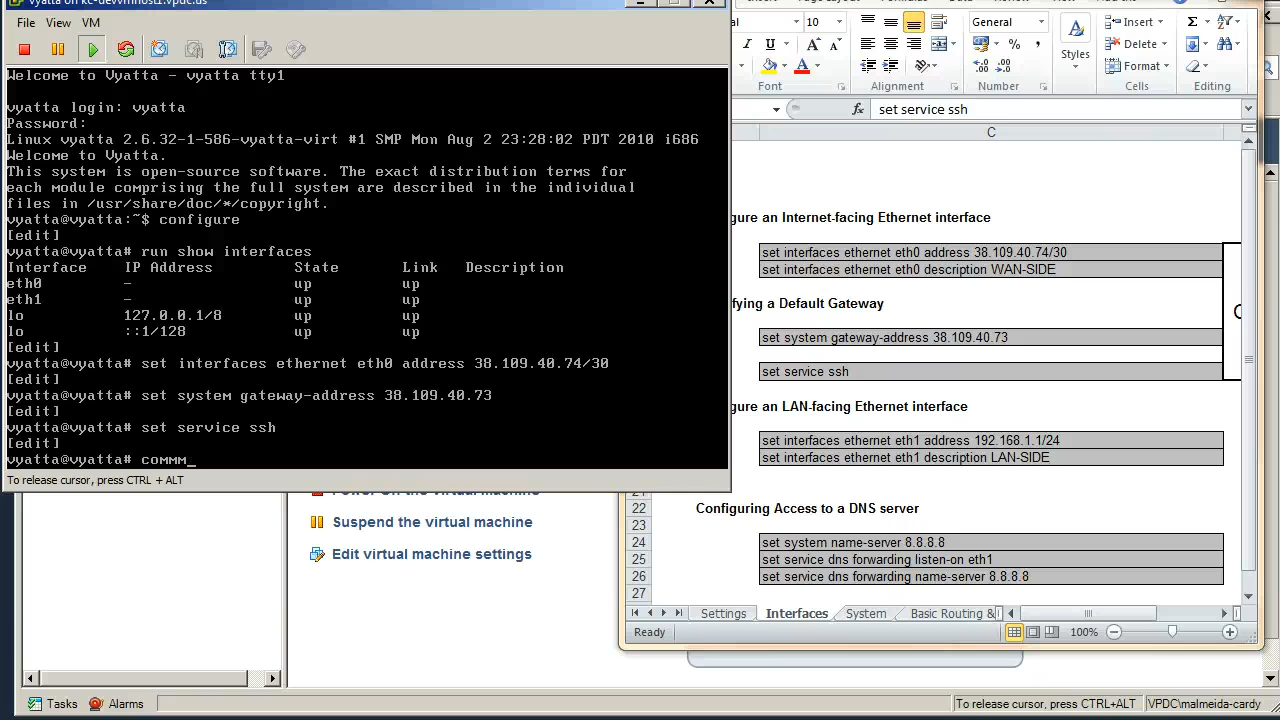 vyatta on kc-devvmhost1.vpdc.us
File View VM
Welcome to Vyatta - vyatta tty1
vyatta login: vyatta
Password:
Linux vyatta 2.6.32-1-586-vyatta-virt #1 SMP Mon Aug 2 23:28:02 PDT 2010 i686
Welcome to Vyatta.
This system is open-source software. The exact distribution terms for
each module comprising the full system are described in the individual
files in /usr/share/doc/*/copyright.
vyatta@vyatta:~$ configure
[edit]
vyatta@vyatta# run show interfaces
Interface IP Address State Link Description
eth0 - up up
eth1 - up up
lo 127.0.0.1/8 up up
lo ::1/128 up up
[edit]
vyatta@vyatta# set interfaces ethernet eth0 address 38.109.40.74/30
[edit]
vyatta@vyatta# set system gateway-address 38.109.40.73
[edit]
vyatta@vyatta# set service ssh
[edit]
vyatta@vyatta# commm_
To release cursor, press CTRL + ALT
Suspend the virtual machine
Edit virtual machine settings
10 General Insert
I U A A
Styles Delete
A Format
Font Alignment Number Cells Editing
fx set service ssh
C
gure an Internet-facing Ethernet interface
set interfaces ethernet eth0 address 38.109.40.74/30
set interfaces ethernet eth0 description WAN-SIDE
fying a Default Gateway
set system gateway-address 38.109.40.73
set service ssh
gure an LAN-facing Ethernet interface
set interfaces ethernet eth1 address 192.168.1.1/24
set interfaces ethernet eth1 description LAN-SIDE
22 Configuring Access to a DNS server
23
24 set system name-server 8.8.8.8
25 set service dns forwarding listen-on eth1
26 set service dns forwarding name-server 8.8.8.8
27
Settings Interfaces System Basic Routing &
Ready 100%
Tasks Alarms To release cursor, press CTRL+ALT VPDC\malmeida-cardy